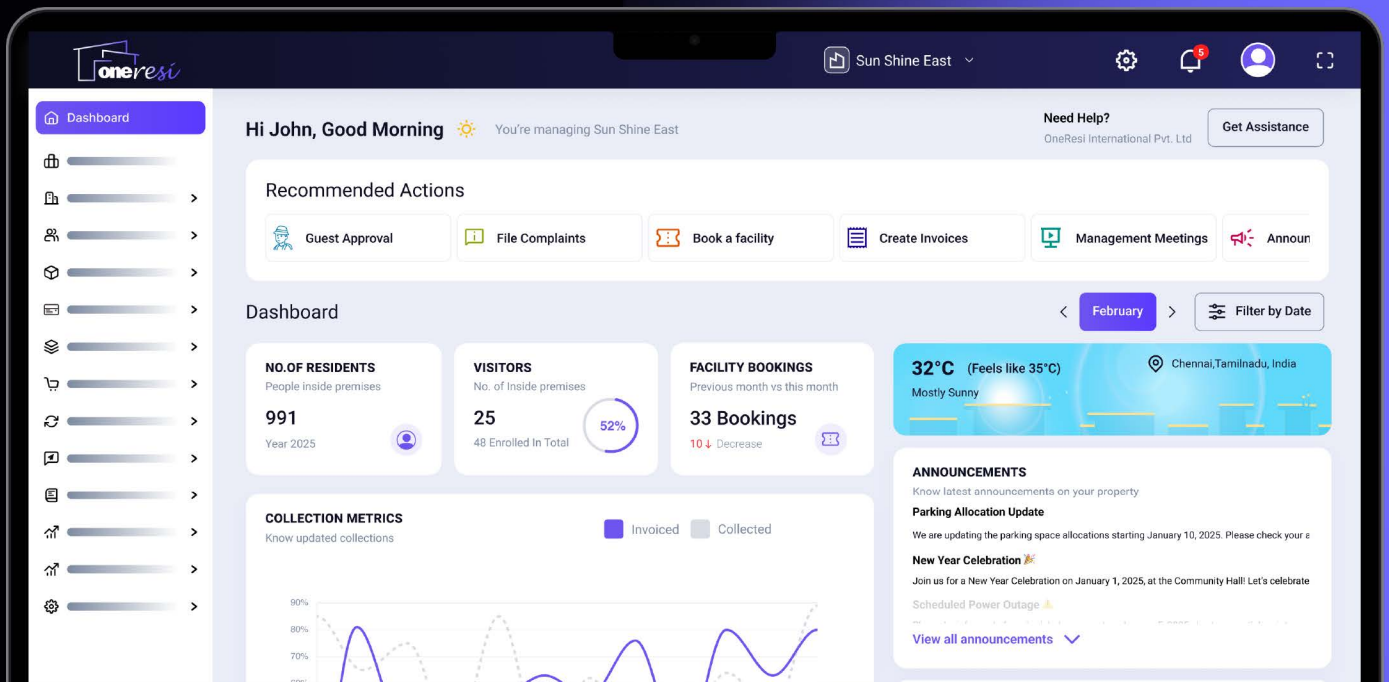 oneresi
Sun Shine East
5
Dashboard
Hi John, Good Morning
You're managing Sun Shine East
Need Help?
OneResi International Pvt. Ltd
Get Assistance
Recommended Actions
Guest Approval
File Complaints
Book a facility
Create Invoices
Management Meetings
Announ
Dashboard
February
Filter by Date
NO.OF RESIDENTS
People inside premises
991
Year 2025
VISITORS
No. of Inside premises
25
48 Enrolled In Total
52%
FACILITY BOOKINGS
Previous month vs this month
33 Bookings
10↓ Decrease
32°C (Feels like 35°C)
Mostly Sunny
Chennai,Tamilnadu, India
COLLECTION METRICS
Know updated collections
Invoiced
Collected
90%
80%
70%
ANNOUNCEMENTS
Know latest announcements on your property
Parking Allocation Update
We are updating the parking space allocations starting January 10, 2025. Please check your a
New Year Celebration 🎉
Join us for a New Year Celebration on January 1, 2025, at the Community Hall! Let's celebrate
Scheduled Power Outage ⚠️
View all announcements